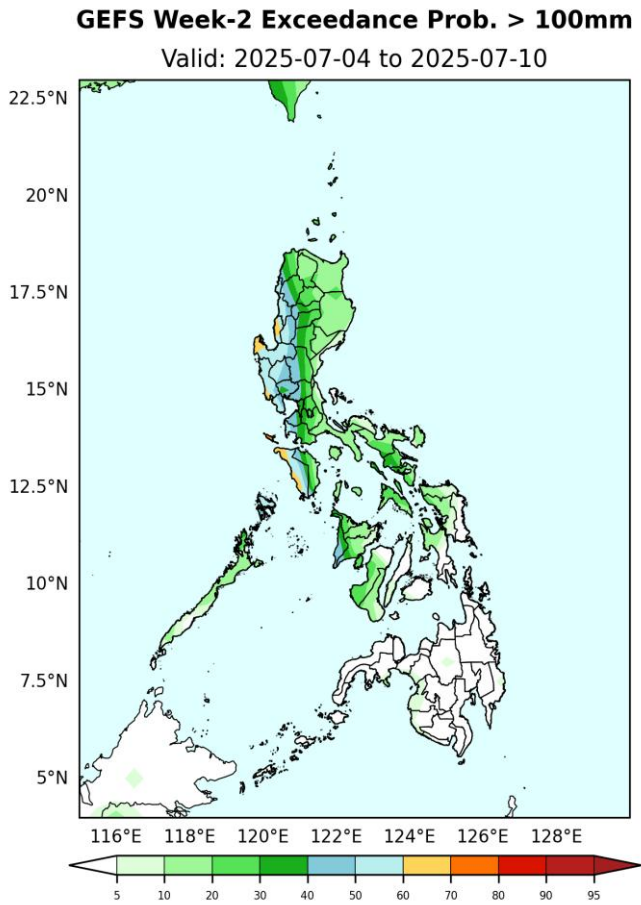 GEFS Week-2 Exceedance Prob. > 100mm
Valid: 2025-07-04 to 2025-07-10
22.5°N
20°N
17.5°N
15°N
12.5°N
10°N
7.5°N
5°N
116°E 118°E 120°E 122°E 124°E 126°E 128°E
5 10 20 30 40 50 60 70 80 90 95